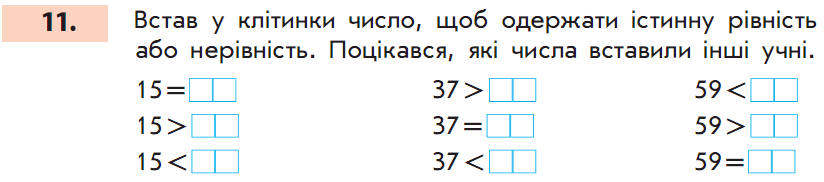 11. Встав у клітинки число, щоб одержати істинну рівність
або нерівність. Поцікався, які числа вставили інші учні.
15 = 37 > 59 <
15 > 37 = 59 >
15 < 37 < 59 =